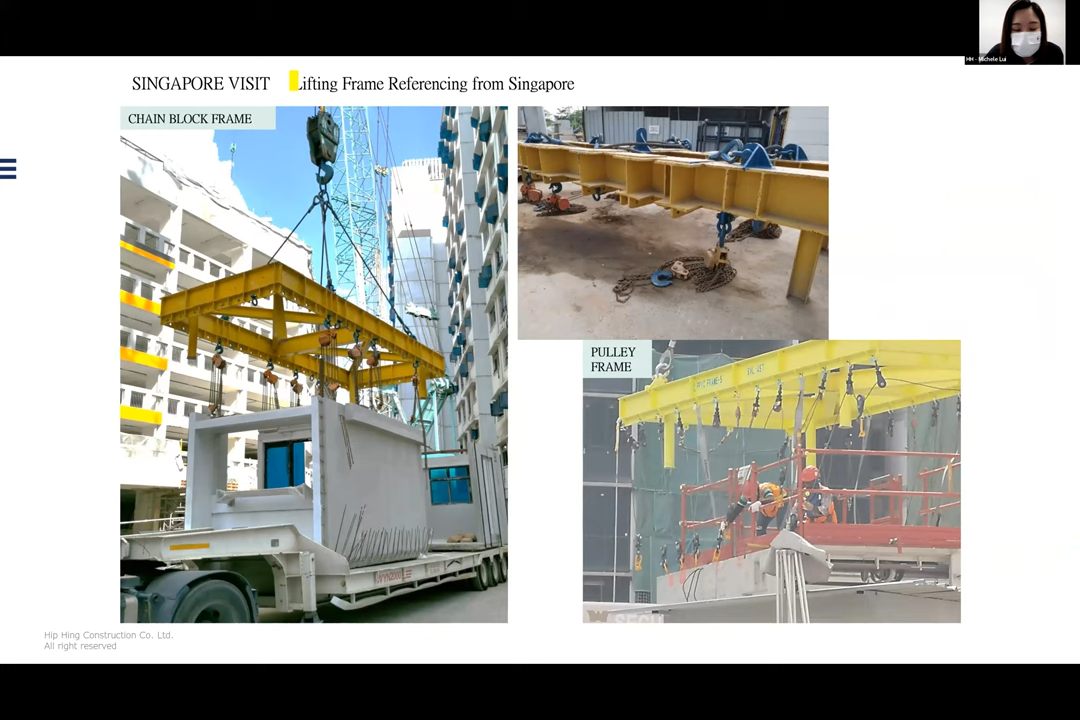 HH - Michele Lui
SINGAPORE VISIT Lifting Frame Referencing from Singapore
CHAIN BLOCK FRAME
PULLEY
FRAME
Hip Hing Construction Co. Ltd.
All right reserved